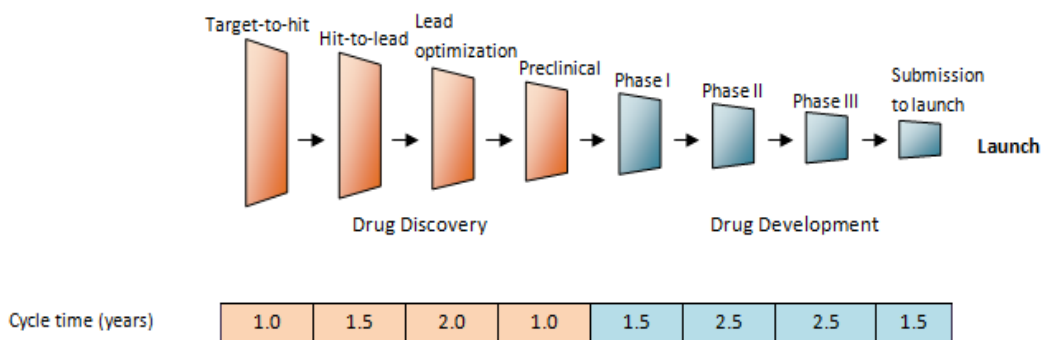 Target-to-hit
Hit-to-lead
Lead
optimization
Preclinical
Phase I
Phase II
Phase III
Submission
to launch
Launch
Drug Discovery
Drug Development
Cycle time (years)
1.0 1.5 2.0 1.0 1.5 2.5 2.5 1.5